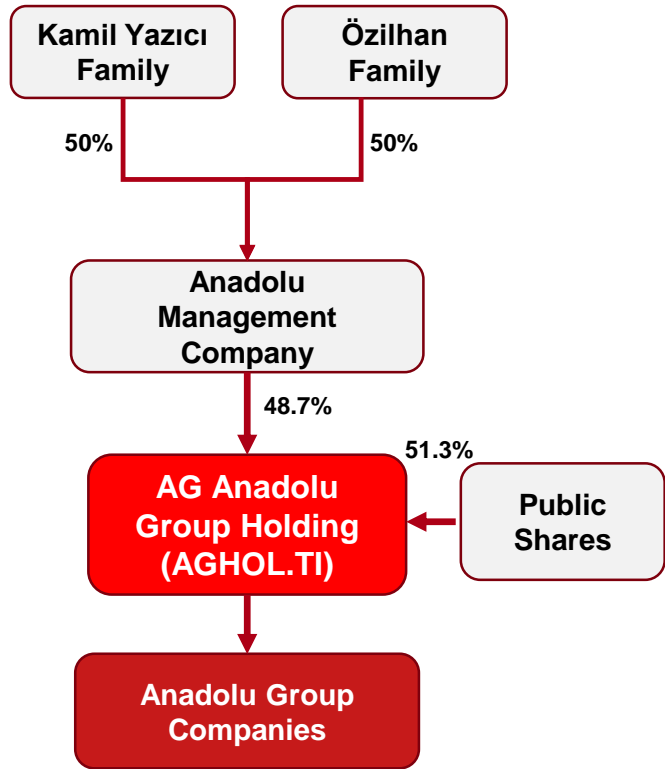 Kamil Yazıcı
Family
Özilhan
Family
50%
50%
Anadolu
Management
Company
48.7%
51.3%
AG Anadolu
Group Holding
(AGHOL.TI)
Public
Shares
Anadolu Group
Companies